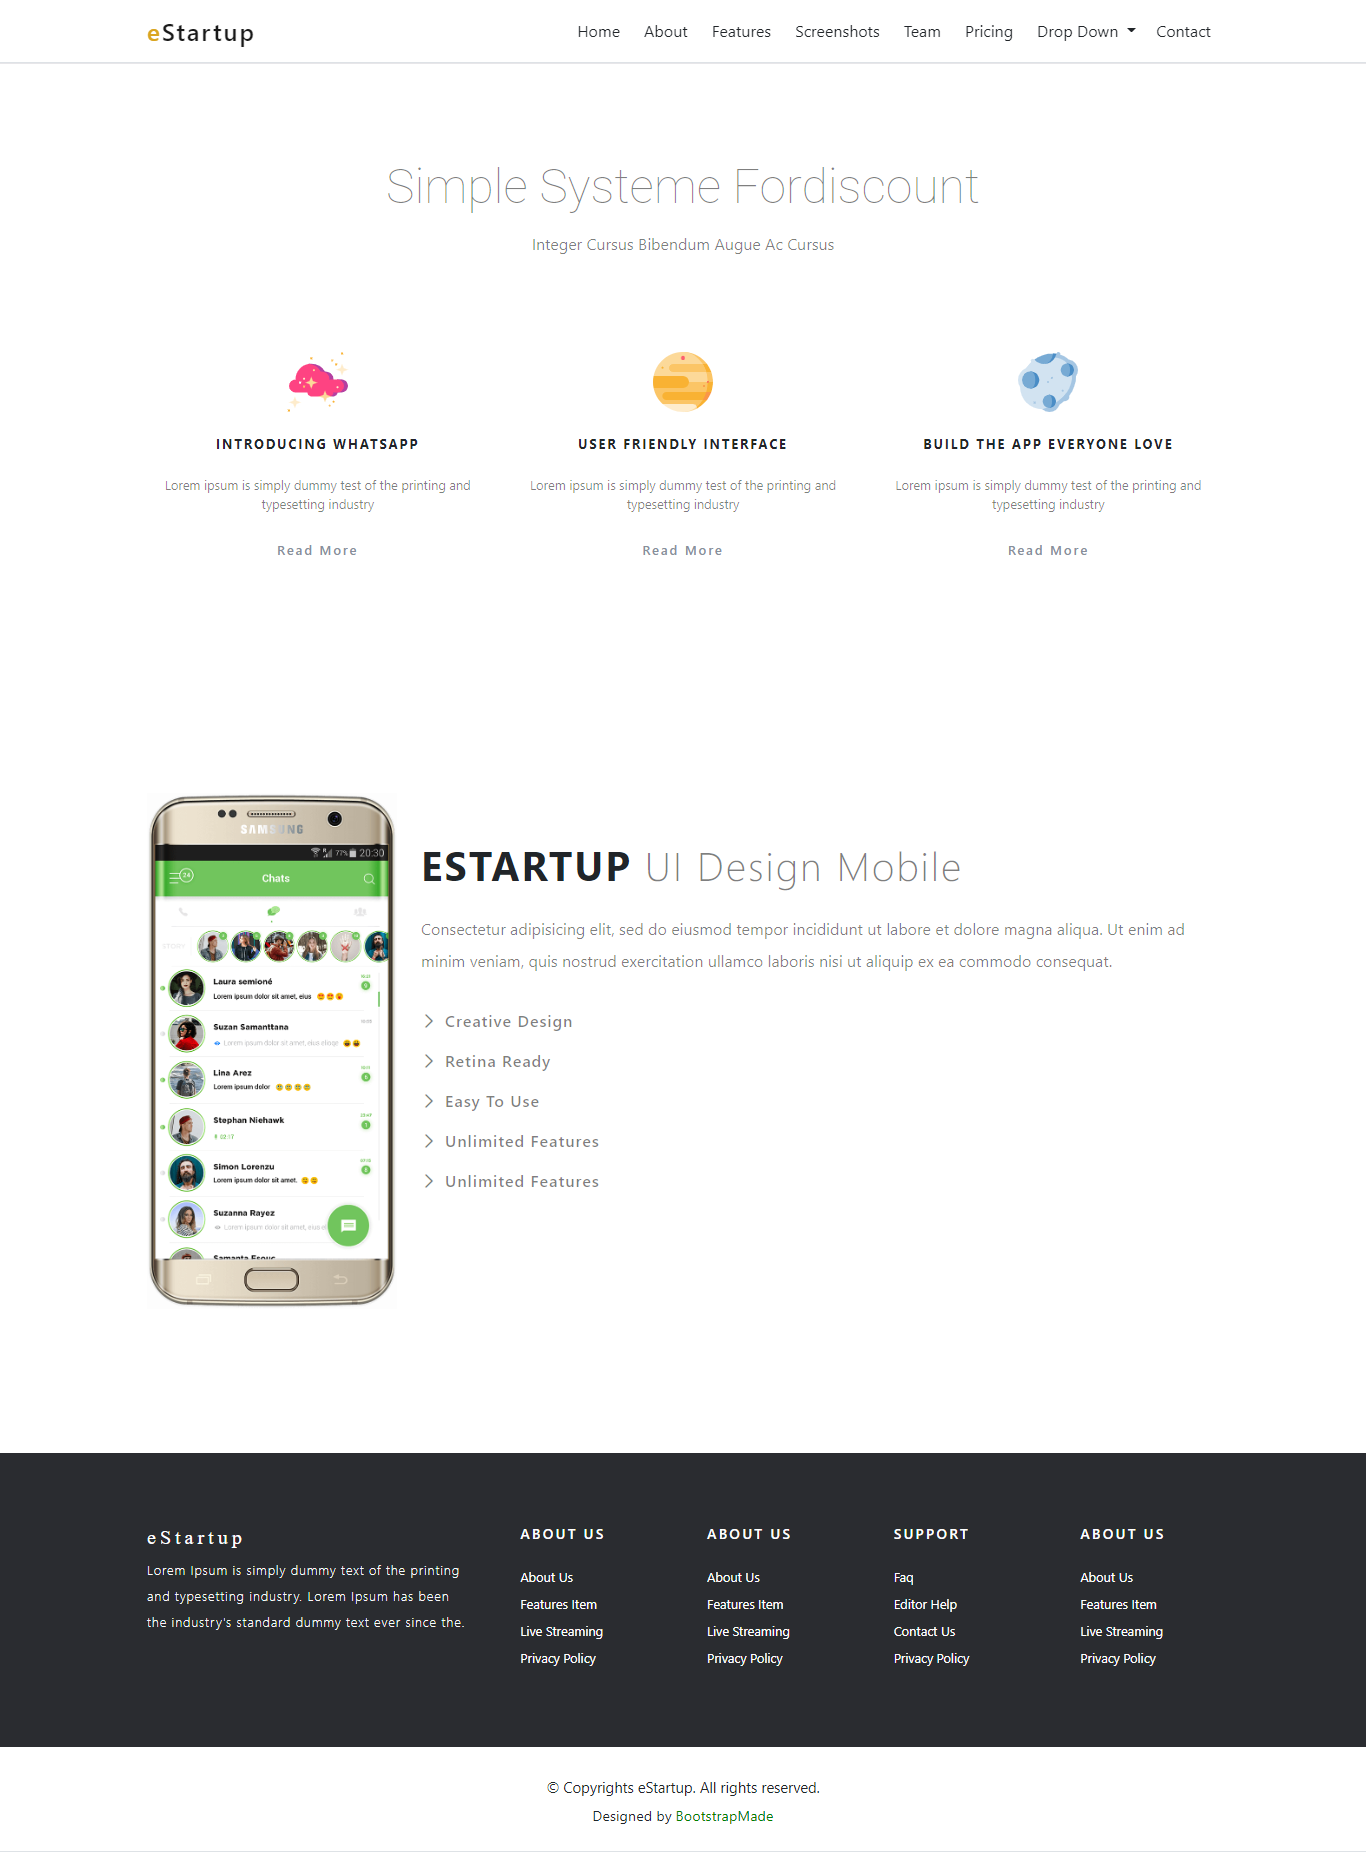 eStartup
Home About Features Screenshots Team Pricing Drop Down Contact
Simple Systeme Fordiscount
Integer Cursus Bibendum Augue Ac Cursus
INTRODUCING WHATSAPP
Lorem ipsum is simply dummy test of the printing and
typesetting industry
Read More
USER FRIENDLY INTERFACE
Lorem ipsum is simply dummy test of the printing and
typesetting industry
Read More
BUILD THE APP EVERYONE LOVE
Lorem ipsum is simply dummy test of the printing and
typesetting industry
Read More
SAMSUNG
77% 20:30
24 Chats
STORY
Laura semioné
Lorem ipsum dolor sit amet, eius
Suzan Samanttana
Lorem ipsum dolor sit amet, eius
Lina Arez
Lorem ipsum dolor
Stephan Niehawk
02:17
Simon Lorenzu
Lorem ipsum dolor sit amet.
Suzanna Rayez
Lorem ipsum dolor sit amet,
Samanta Esouc
ESTARTUP UI Design Mobile
Consectetur adipisicing elit, sed do eiusmod tempor incididunt ut labore et dolore magna aliqua. Ut enim ad
minim veniam, quis nostrud exercitation ullamco laboris nisi ut aliquip ex ea commodo consequat.
Creative Design
Retina Ready
Easy To Use
Unlimited Features
Unlimited Features
eStartup
Lorem Ipsum is simply dummy text of the printing
and typesetting industry. Lorem Ipsum has been
the industry's standard dummy text ever since the.
ABOUT US
About Us
Features Item
Live Streaming
Privacy Policy
ABOUT US
About Us
Features Item
Live Streaming
Privacy Policy
SUPPORT
Faq
Editor Help
Contact Us
Privacy Policy
ABOUT US
About Us
Features Item
Live Streaming
Privacy Policy
© Copyrights eStartup. All rights reserved.
Designed by BootstrapMade